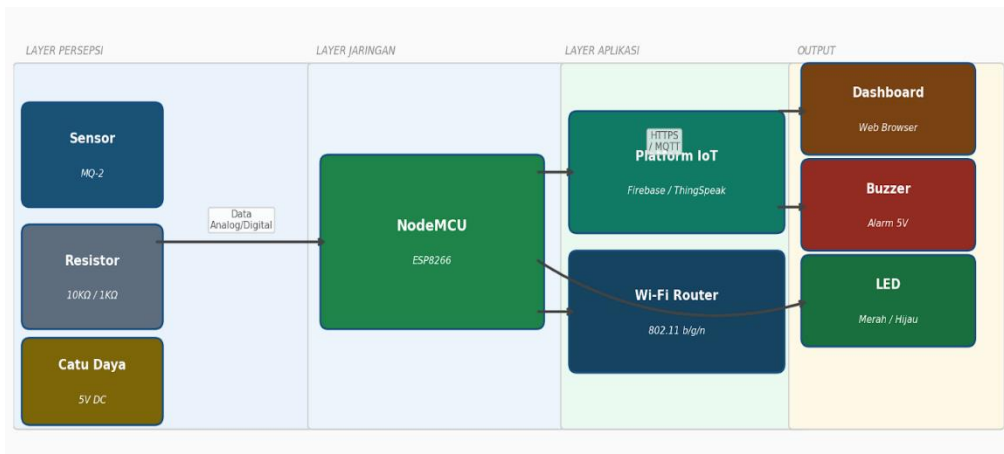 LAYER PERSEPSI
LAYER JARINGAN
LAYER APLIKASI
OUTPUT
Sensor
MQ-2
Resistor
10KΩ / 1KΩ
Catu Daya
5V DC
Data
Analog/Digital
NodeMCU
ESP8266
HTTPS
/ MQTT
Platform IoT
Firebase / ThingSpeak
Wi-Fi Router
802.11 b/g/n
Dashboard
Web Browser
Buzzer
Alarm 5V
LED
Merah / Hijau